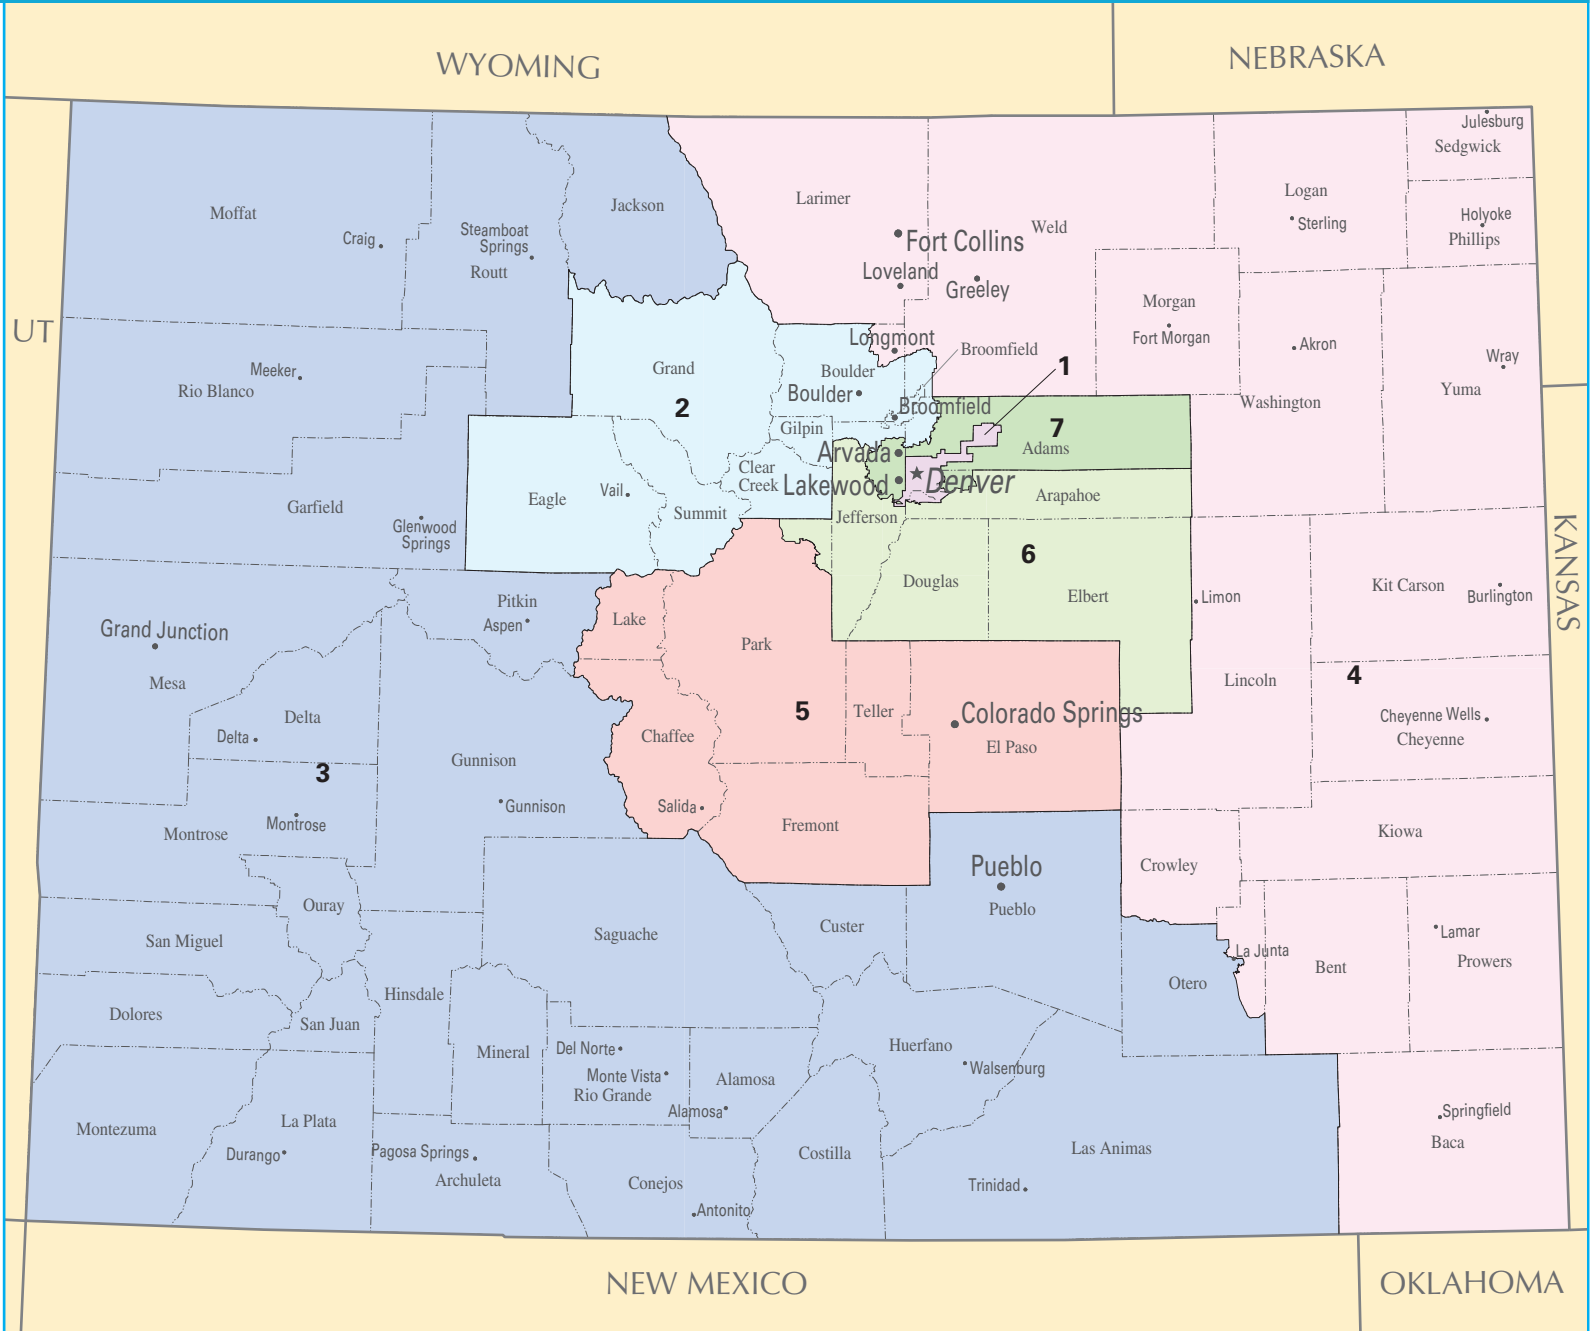 WYOMING
NEBRASKA
Julesburg
Sedgwick
Moffat
Craig
Steamboat
Springs
Routt
Jackson
Larimer
Fort Collins
Loveland
Weld
Greeley
Logan
Sterling
Holyoke
Phillips
UT
Meeker
Rio Blanco
Grand
2
Longmont
Boulder
Boulder
Broomfield
Broomfield
1
Morgan
Fort Morgan
Akron
Washington
Wray
Yuma
Gilpin
Arvada
7
Adams
Clear
Creek
Lakewood
Denver
Arapahoe
Garfield
Glenwood
Springs
Eagle
Vail
Summit
Jefferson
6
Douglas
Elbert
Limon
Kit Carson
Burlington
KANSAS
Grand Junction
Mesa
Pitkin
Aspen
Lake
Park
Lincoln
4
Cheyenne Wells
Cheyenne
Delta
Delta
3
Gunnison
Gunnison
Chaffee
Salida
5
Teller
Colorado Springs
El Paso
Fremont
Montrose
Montrose
Kiowa
Crowley
Pueblo
Pueblo
Ouray
San Miguel
Saguache
Custer
La Junta
Otero
Bent
Lamar
Prowers
Dolores
San Juan
Hinsdale
Mineral
Del Norte
Monte Vista
Rio Grande
Alamosa
Alamosa
Huerfano
Walsenburg
Montezuma
La Plata
Durango
Pagosa Springs
Archuleta
Conejos
Antonito
Costilla
Las Animas
Trinidad
Springfield
Baca
NEW MEXICO
OKLAHOMA